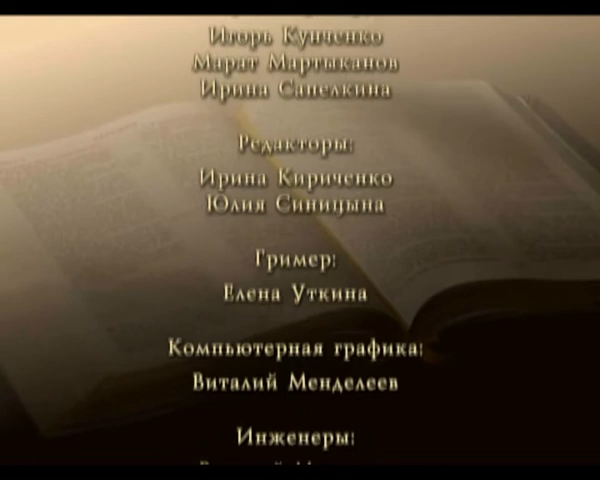 Игорь Кунченко
Марат Мартыканов
Ирина Сапелкина
Редакторы:
Ирина Кириченко
Юлия Синицына
Гример:
Елена Уткина
Компьютерная графика:
Виталий Менделеев
Инженеры: